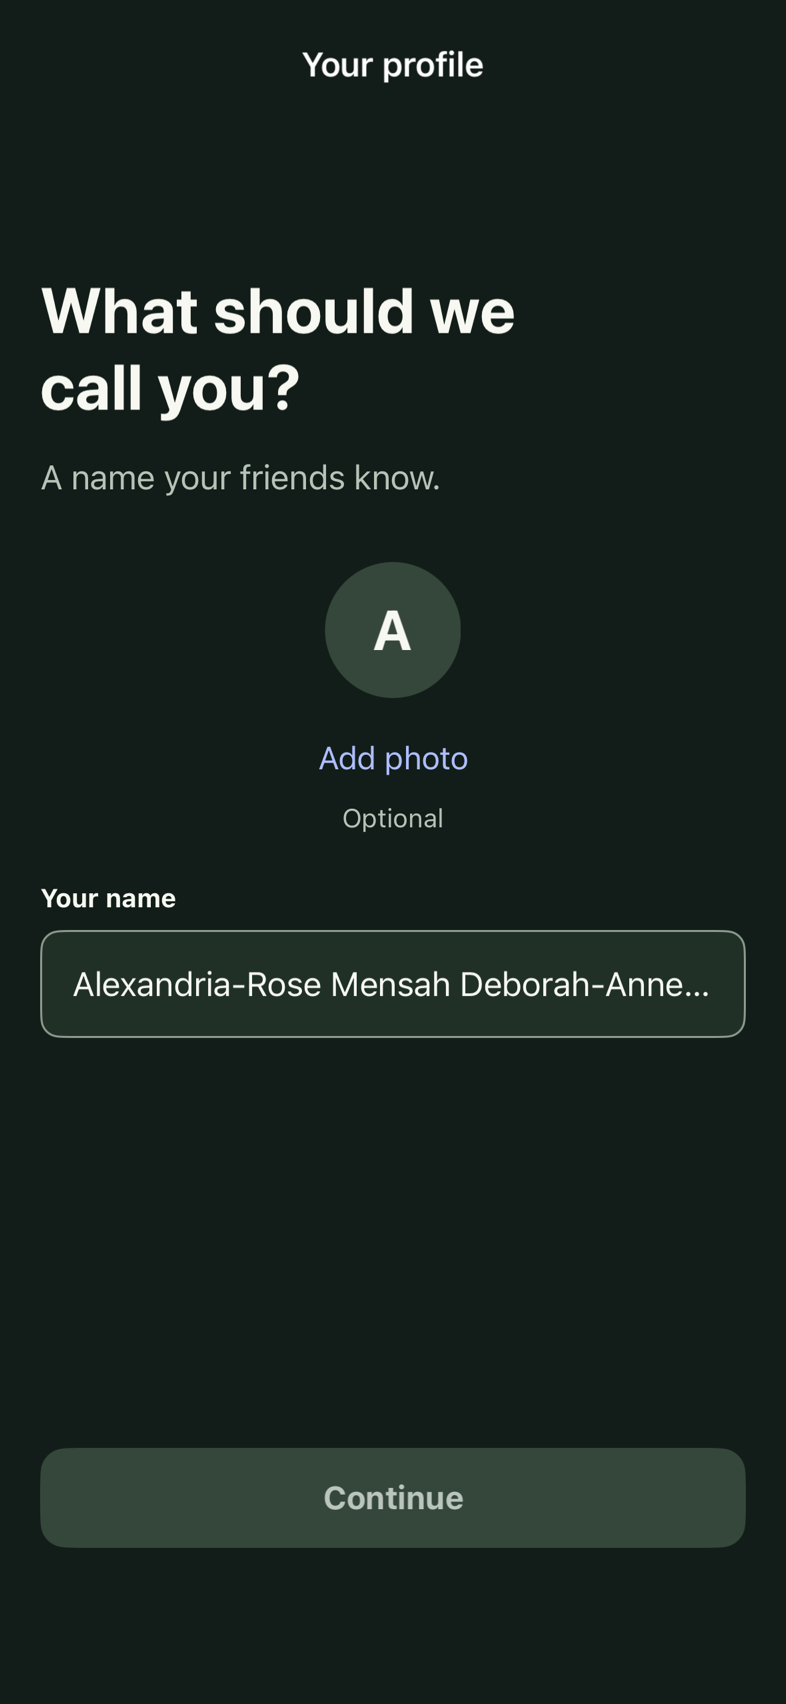 Your profile
What should we
call you?
A name your friends know.
A
Add photo
Optional
Your name
Alexandria-Rose Mensah Deborah-Anne...
Continue